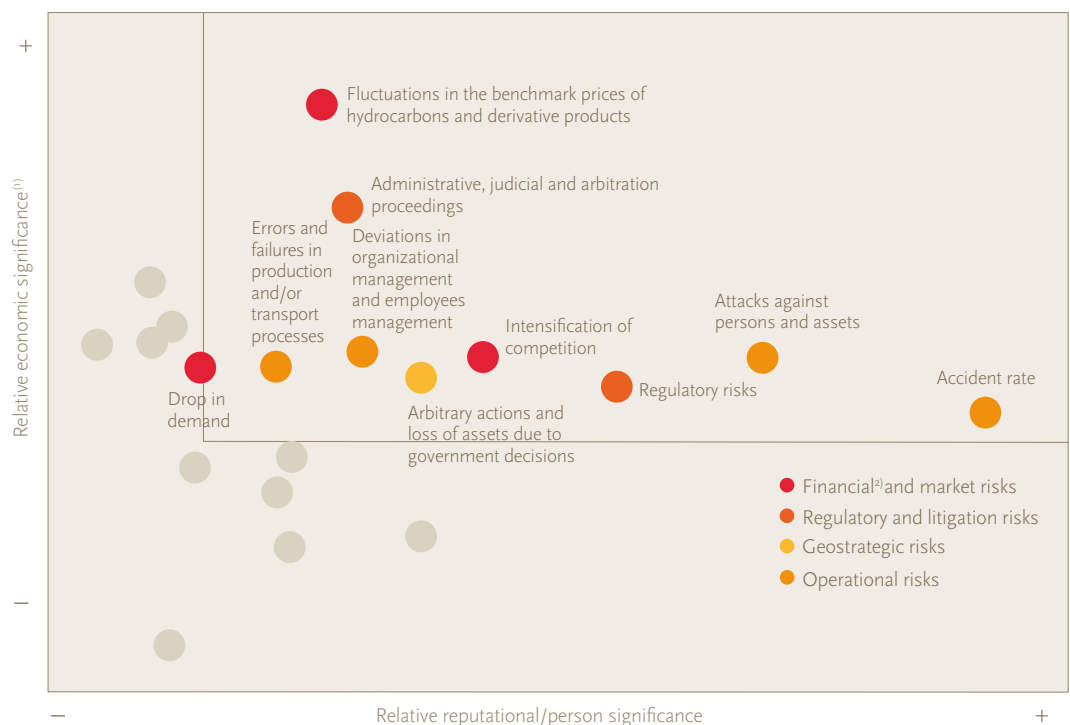 +
Relative economic significance(1)
–
Fluctuations in the benchmark prices of
hydrocarbons and derivative products
Administrative, judicial and arbitration
proceedings
Errors and
failures in
production
and/or
transport
processes
Deviations in
organizational
management
and employees
management
Intensification of
competition
Attacks against
persons and assets
Accident rate
Regulatory risks
Drop in
demand
Arbitrary actions and
loss of assets due to
government decisions
Financial2)and market risks
Regulatory and litigation risks
Geostrategic risks
Operational risks
–
Relative reputational/person significance
+